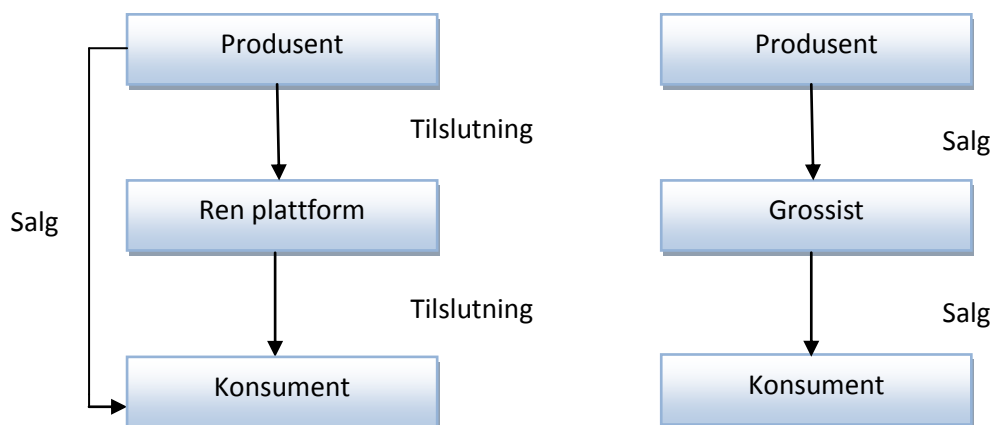 Produsent
Tilslutning
Ren plattform
Salg
Tilslutning
Konsument
Produsent
Salg
Grossist
Salg
Konsument